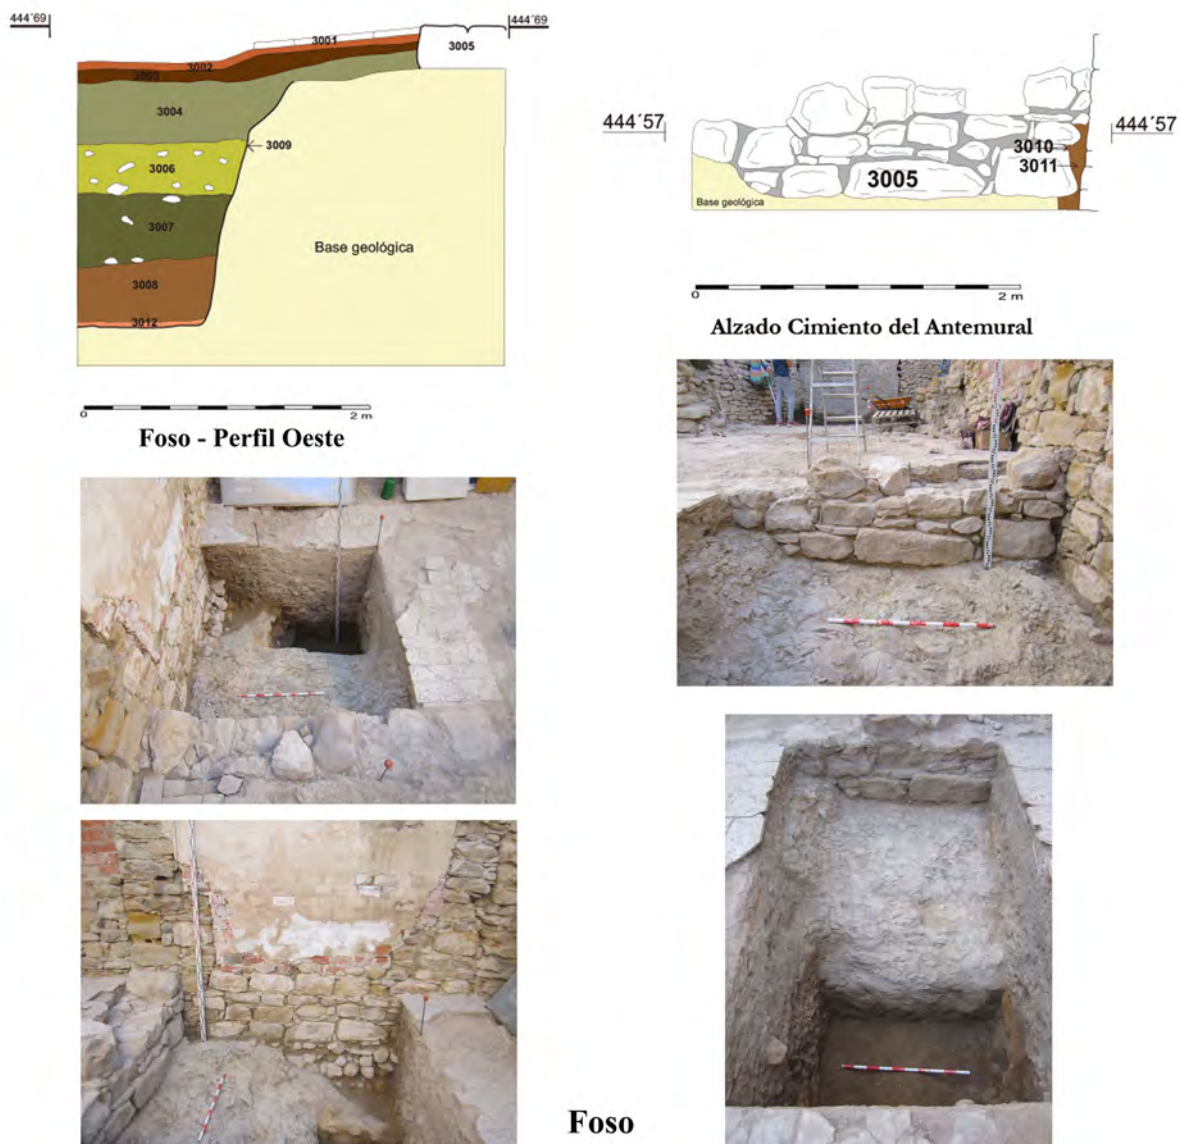 444´69
444´69
3001
3005
3002
2003
3004
3009
3006
3007
Base geológica
3008
3012
0
2 m
Foso - Perfil Oeste
444´57
444´57
3010
3011
3005
Base geológica
0
2 m
Alzado Cimiento del Antemural
Foso